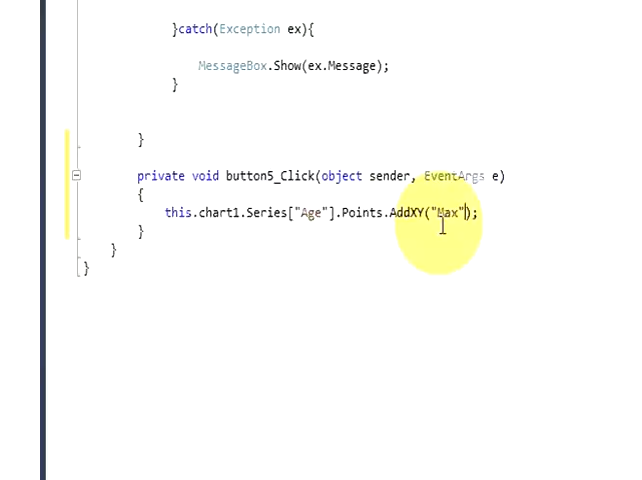 }catch(Exception ex){
MessageBox.Show(ex.Message);
}
}
private void button5_Click(object sender, EventArgs e)
{
this.chart1.Series["Age"].Points.AddXY("Max");
}
}
}